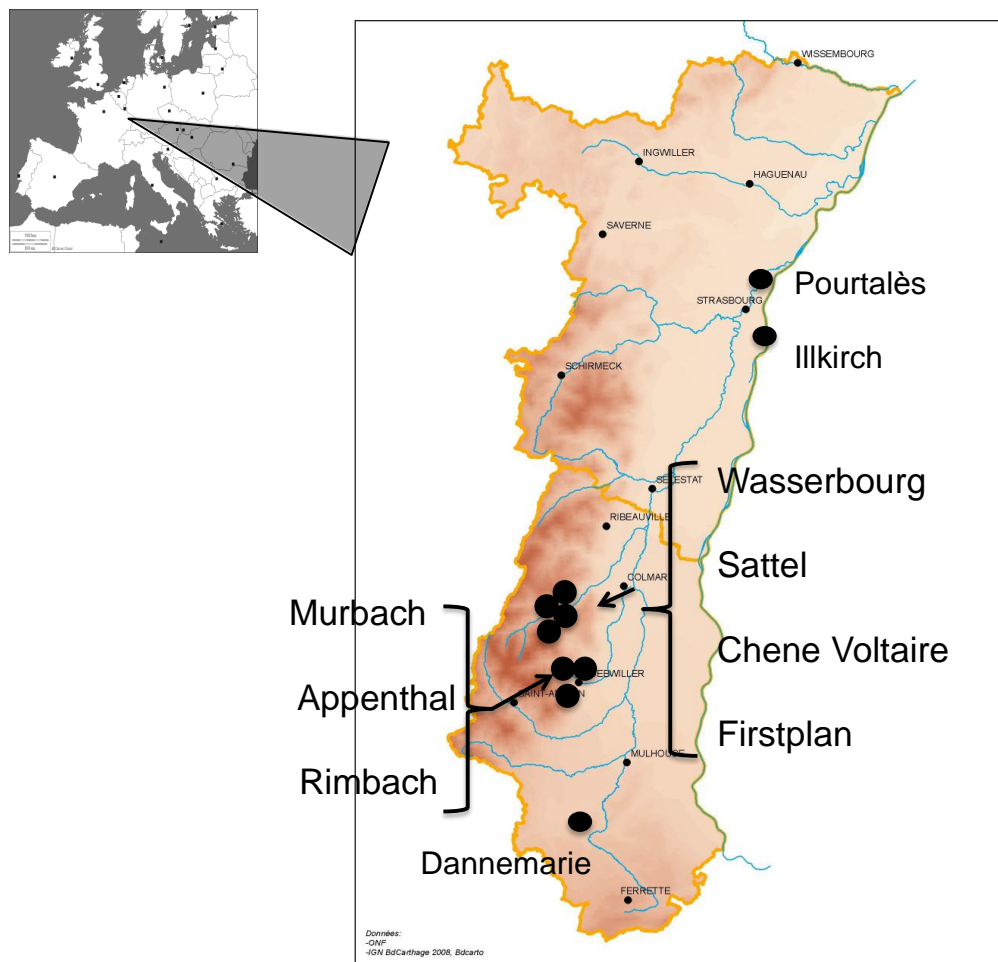 WISSEMBOURG
INGWILLER
HAGUENAU
SAVERNE
Pourtalès
STRASBOURG
Illkirch
SCHIRMECK
Wasserbourg
RIBEAUVILLE
Sattel
COLMAR
Murbach
Chene Voltaire
EBWILLER
Appenthal
Firstplan
MULHOUSE
Rimbach
Dannemarie
FERRETTE
Données:
-ONF
-IGN BdCarthage 2008, Bdcarto